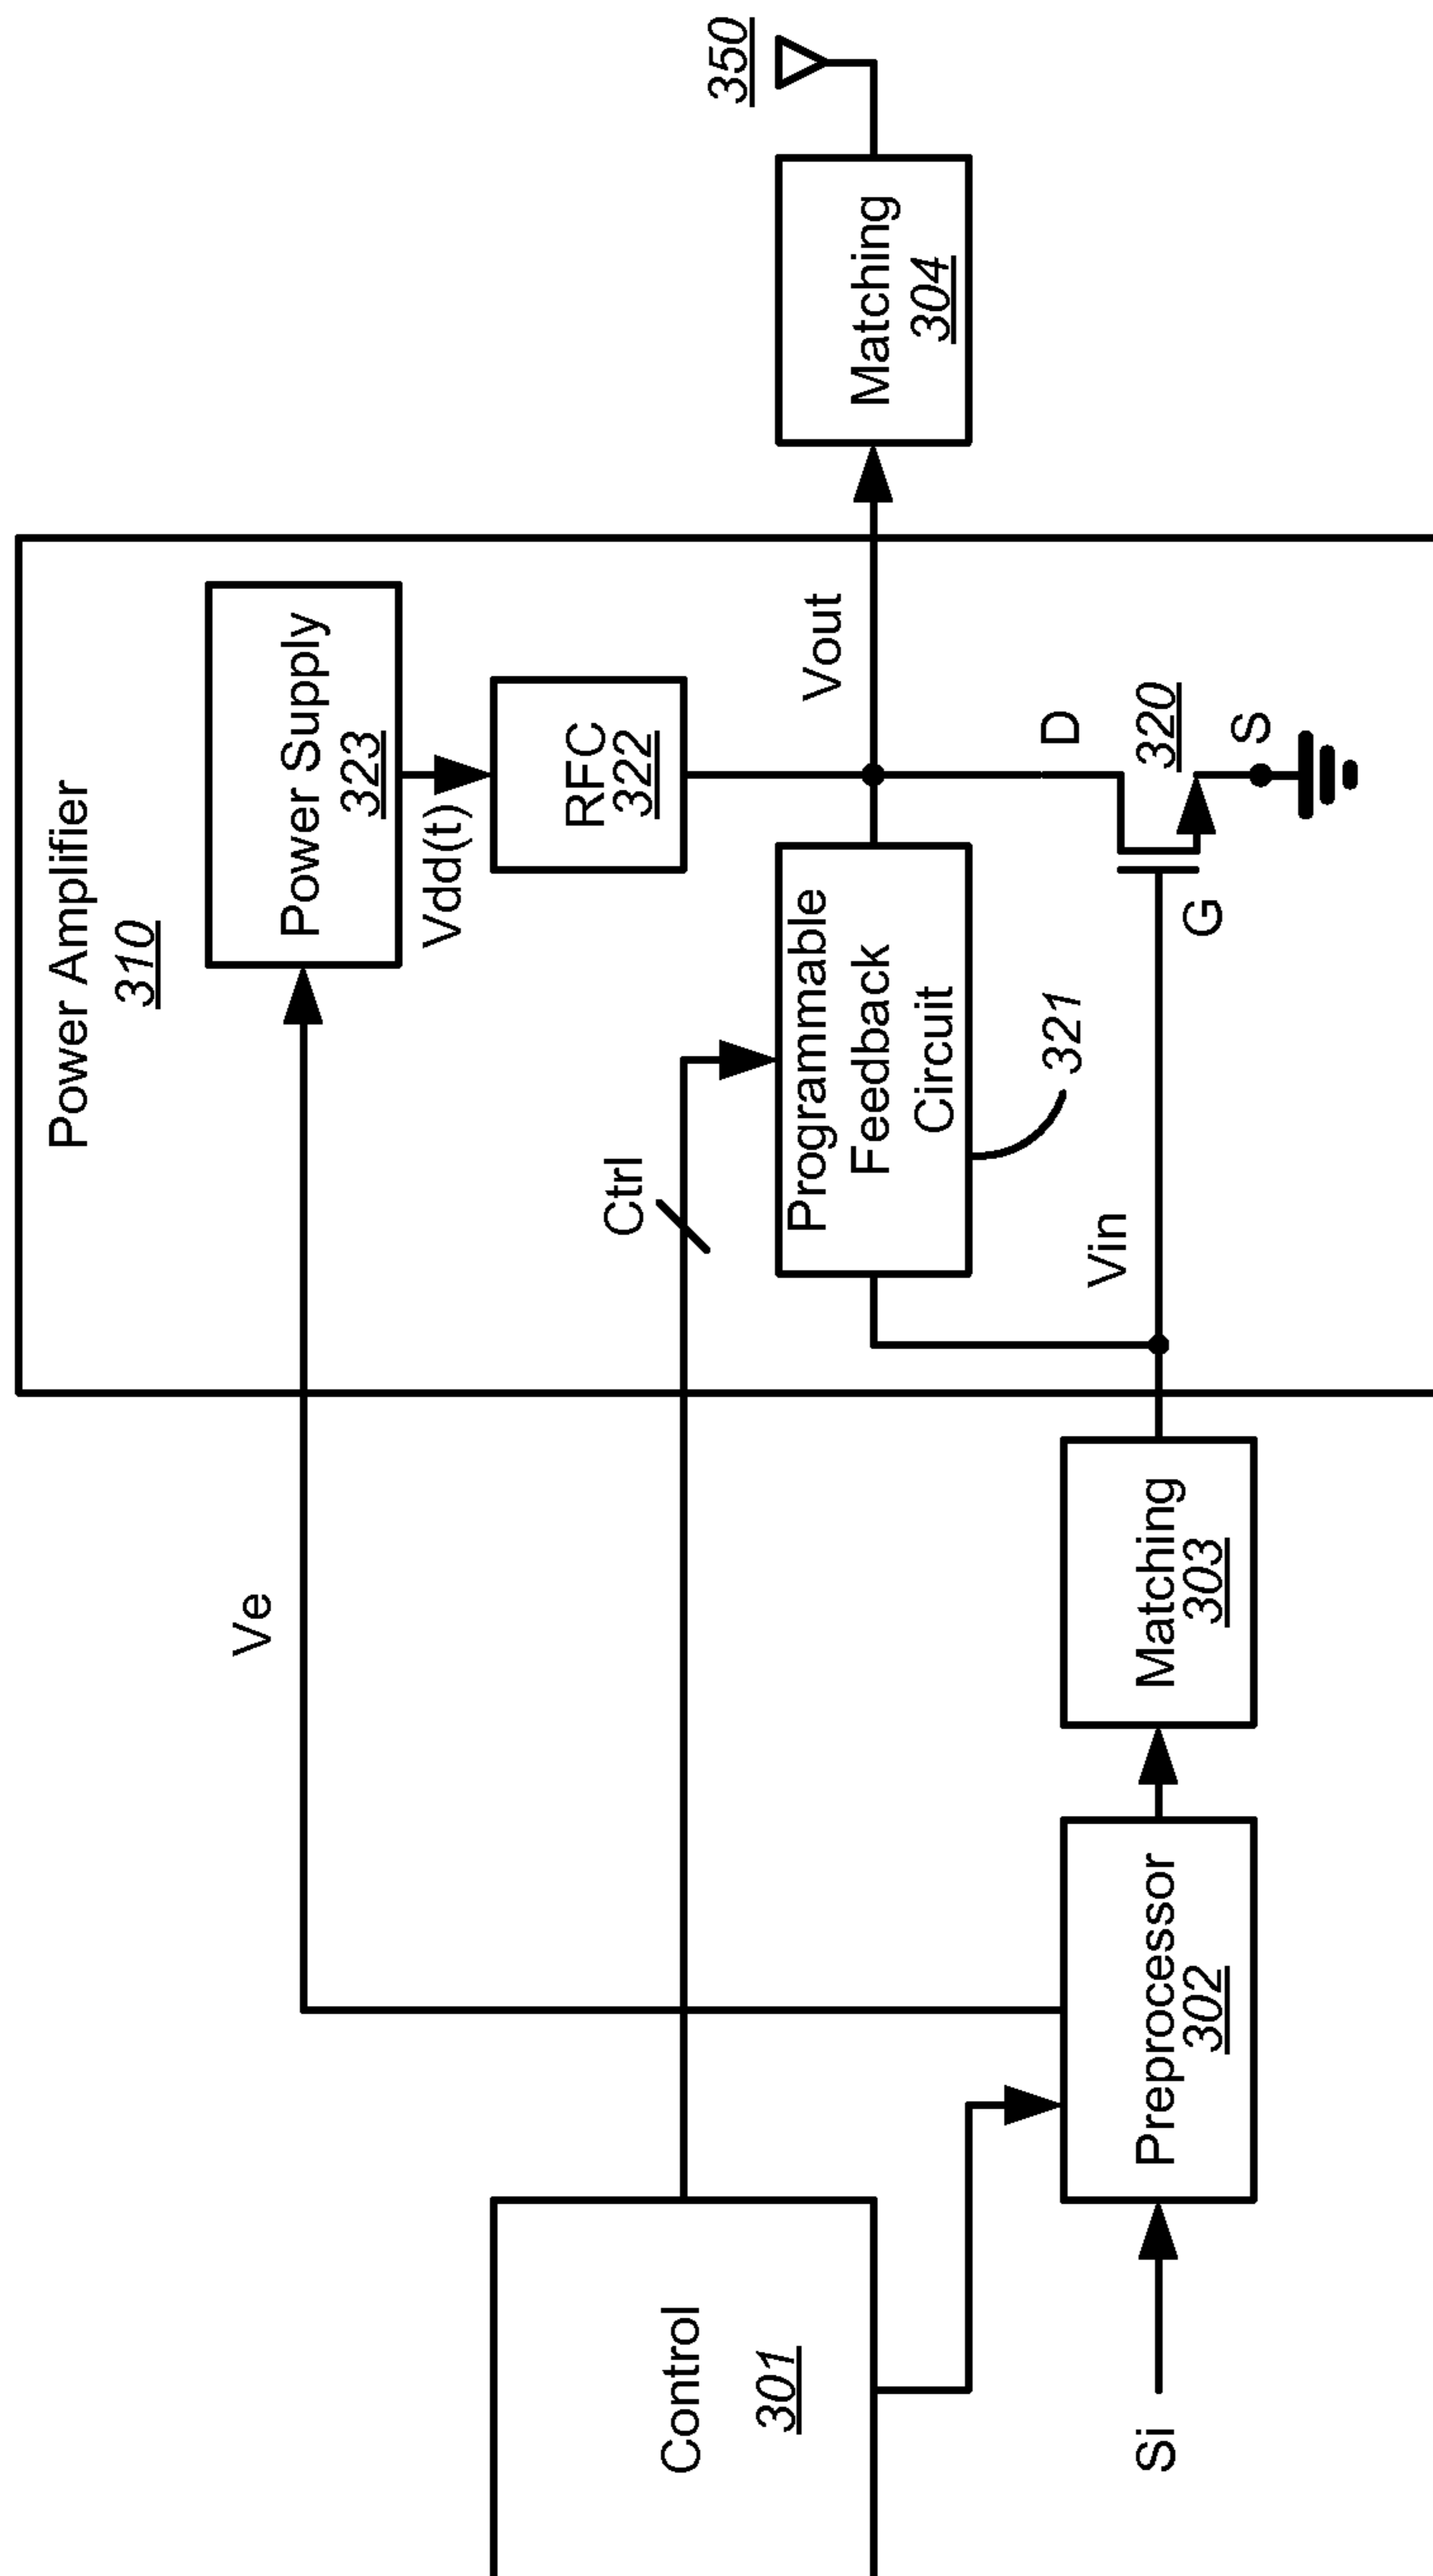 Power Amplifier
310
Power Supply
323
Vdd(t)
RFC
322
Ve
Ctrl
Control
301
Programmable
Feedback
Circuit
321
Vout
Matching
304
350
D
320
S
G
Vin
Matching
303
Preprocessor
302
Si